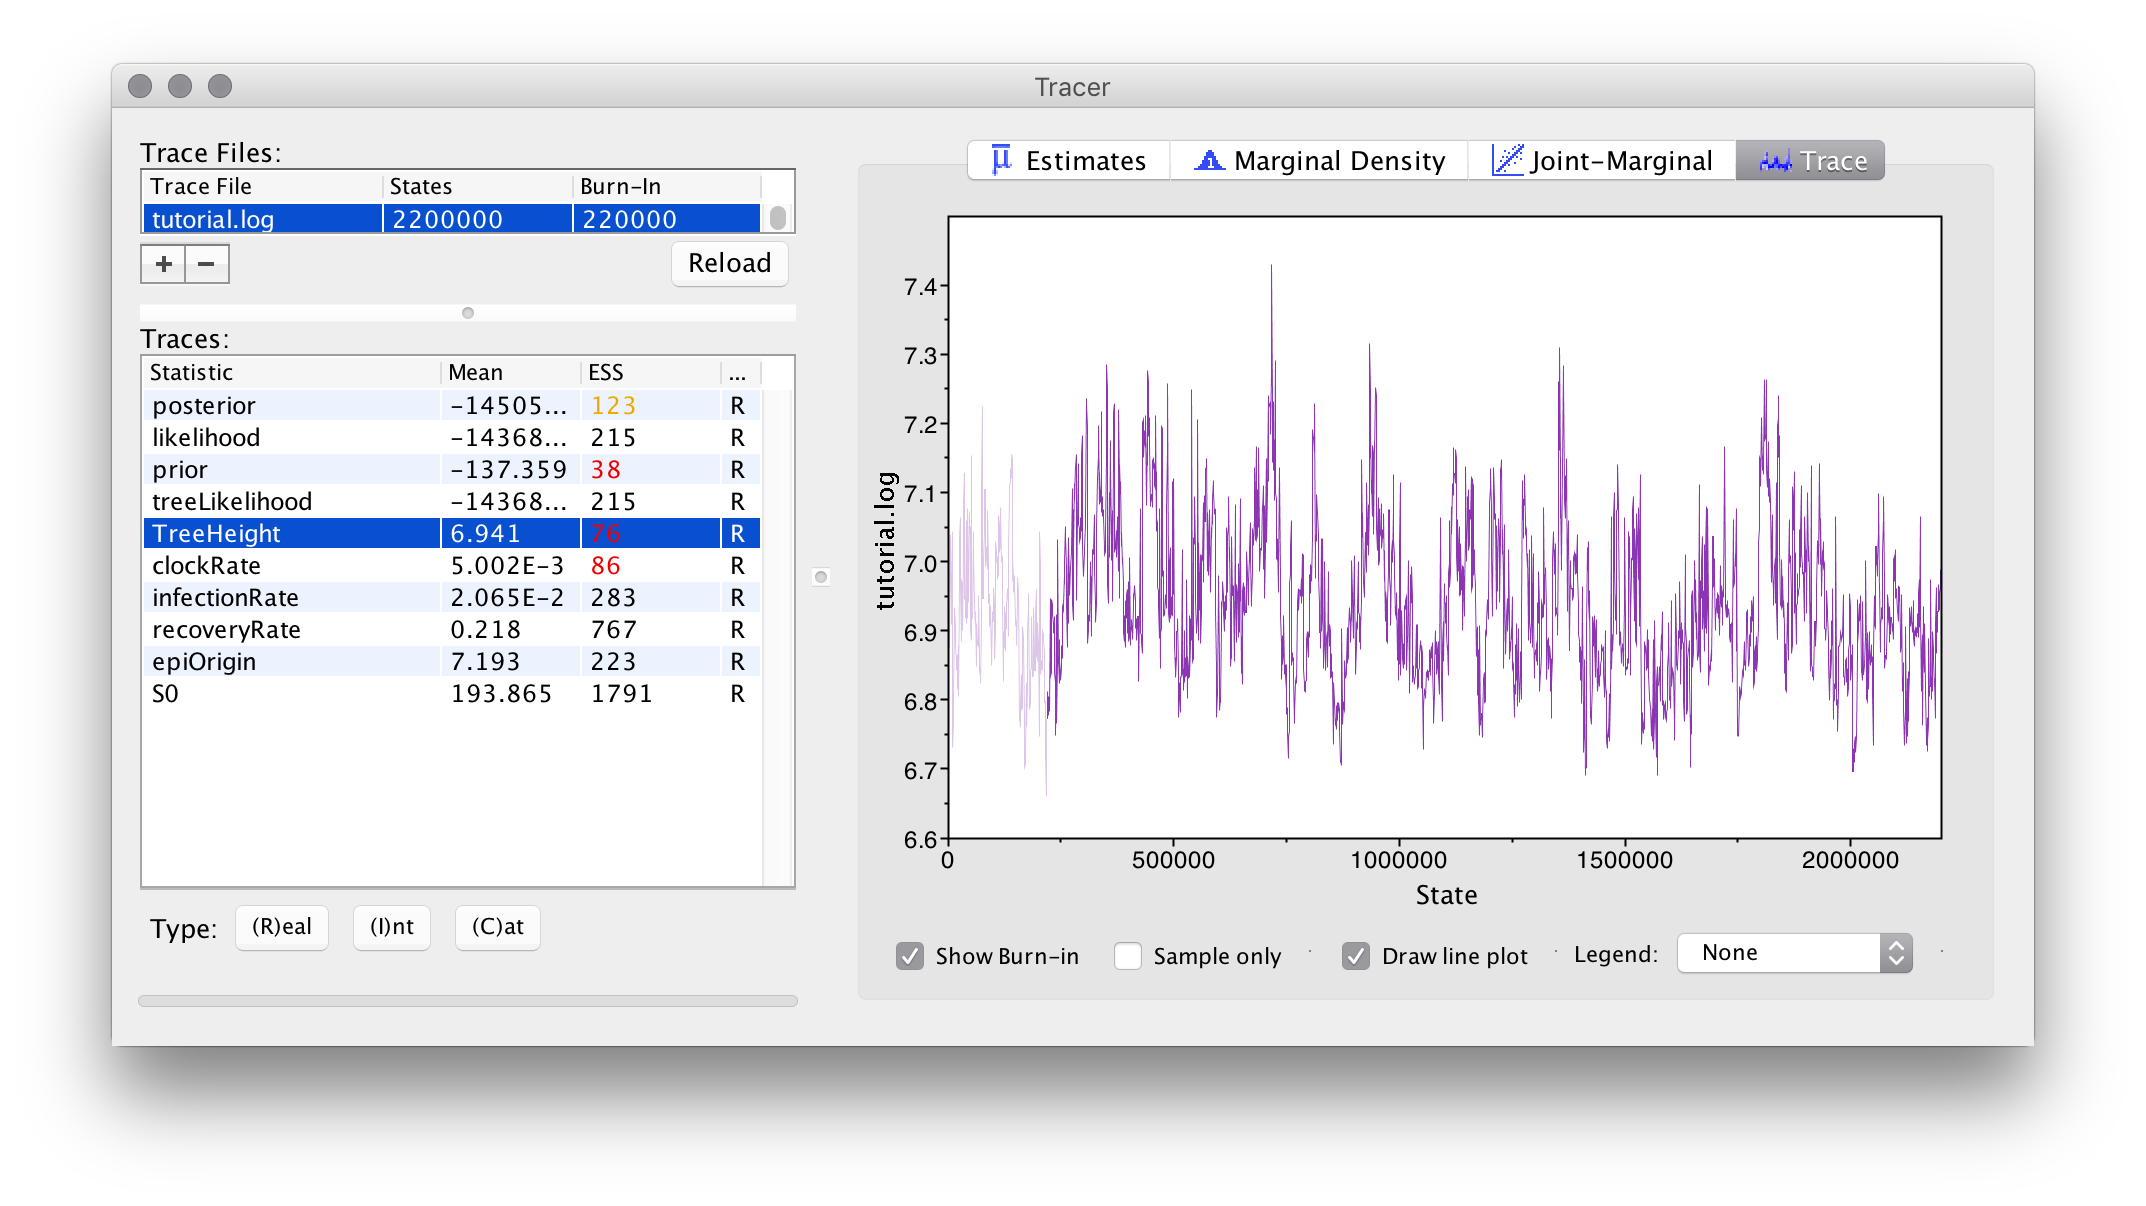 Tracer
Trace Files:
Trace File States Burn-In
tutorial.log 2200000 220000
+ −
Reload
Traces:
Statistic Mean ESS ...
posterior -14505... 123 R
likelihood -14368... 215 R
prior -137.359 38 R
treeLikelihood -14368... 215 R
TreeHeight 6.941 76 R
clockRate 5.002E-3 86 R
infectionRate 2.065E-2 283 R
recoveryRate 0.218 767 R
epiOrigin 7.193 223 R
S0 193.865 1791 R
Type: (R)eal (I)nt (C)at
Estimates Marginal Density Joint-Marginal Trace
7.4
7.3
7.2
7.1
7.0
6.9
6.8
6.7
6.6
tutorial.log
0 500000 1000000 1500000 2000000
State
Show Burn-in Sample only Draw line plot Legend: None